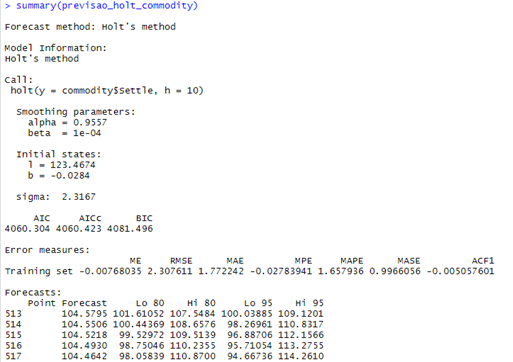 > summary(previsao_holt_commodity)
Forecast method: Holt's method
Model Information:
Holt's method
Call:
holt(y = commodity$Settle, h = 10)
Smoothing parameters:
alpha = 0.9557
beta = 1e-04
Initial states:
l = 123.4674
b = -0.0284
sigma: 2.3167
AIC AICc BIC
4060.304 4060.423 4081.496
Error measures:
ME RMSE MAE MPE MAPE MASE ACF1
Training set -0.00768035 2.307611 1.772242 -0.02783941 1.657936 0.9966056 -0.005057601
Forecasts:
Point Forecast Lo 80 Hi 80 Lo 95 Hi 95
513 104.5795 101.61052 107.5484 100.03885 109.1201
514 104.5506 100.44369 108.6576 98.26961 110.8317
515 104.5218 99.52972 109.5139 96.88706 112.1566
516 104.4930 98.75046 110.2355 95.71054 113.2755
517 104.4642 98.05839 110.8700 94.66736 114.2610